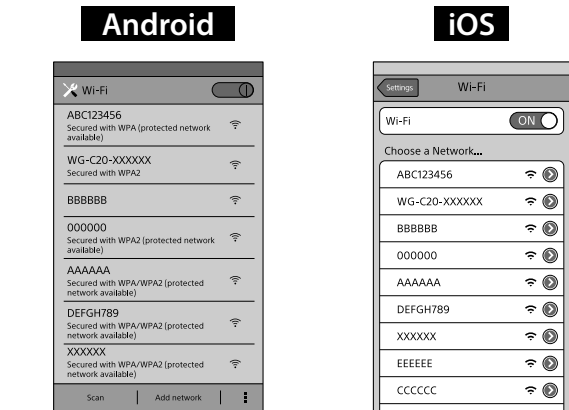 Android
Wi-Fi
ABC123456
Secured with WPA (protected network
available)
WG-C20-XXXXXX
Secured with WPA2
BBBBBB
000000
Secured with WPA2 (protected network
available)
AAAAAA
Secured with WPA/WPA2 (protected
network available)
DEFGH789
Secured with WPA/WPA2 (protected
network available)
XXXXXX
Secured with WPA/WPA2 (protected
network available)
Scan
Add network
iOS
Settings
Wi-Fi
Wi-Fi
ON
Choose a Network...
ABC123456
WG-C20-XXXXXX
BBBBBB
000000
AAAAAA
DEFGH789
XXXXXX
EEEEEE
CCCCCC